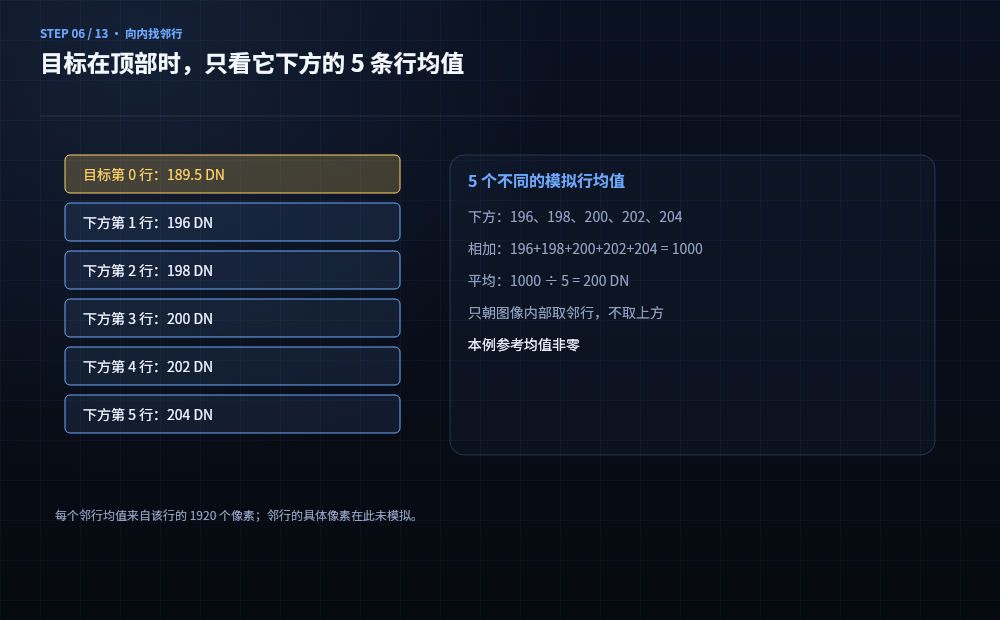 STEP 06 / 13 · 向内找邻行
目标在顶部时，只看它下方的 5 条行均值
目标第 0 行：189.5 DN
下方第 1 行：196 DN
下方第 2 行：198 DN
下方第 3 行：200 DN
下方第 4 行：202 DN
下方第 5 行：204 DN
5 个不同的模拟行均值
下方：196、198、200、202、204
相加：196+198+200+202+204 = 1000
平均：1000 ÷ 5 = 200 DN
只朝图像内部取邻行，不取上方
本例参考均值非零
每个邻行均值来自该行的 1920 个像素；邻行的具体像素在此未模拟。